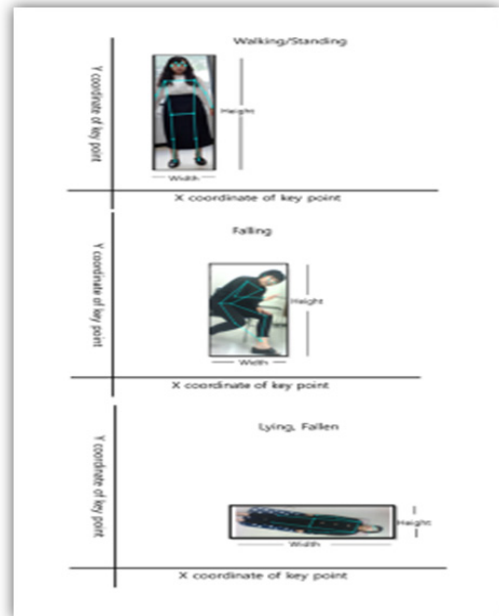 Walking/Standing
Y coordinate of key point
Height
Width
X coordinate of key point
Falling
Y coordinate of key point
Height
Width
X coordinate of key point
Lying, Fallen
Y coordinate of key point
Height
Width
X coordinate of key point